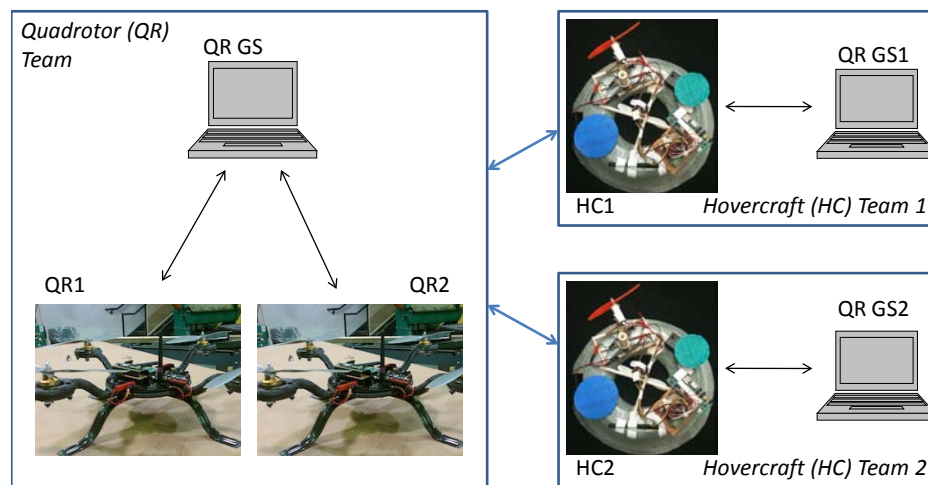 Quadrotor (QR)
Team
QR GS
QR1
QR2
QR GS1
HC1
Hovercraft (HC) Team 1
QR GS2
HC2
Hovercraft (HC) Team 2